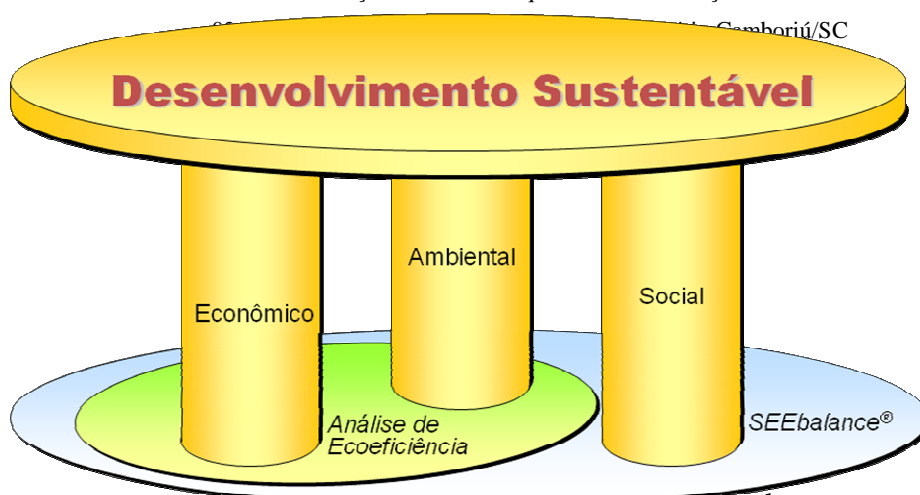 Camboriú/SC
Desenvolvimento Sustentável
Ambiental
Social
Econômico
Análise de
Ecoeficiência
SEEbalance®